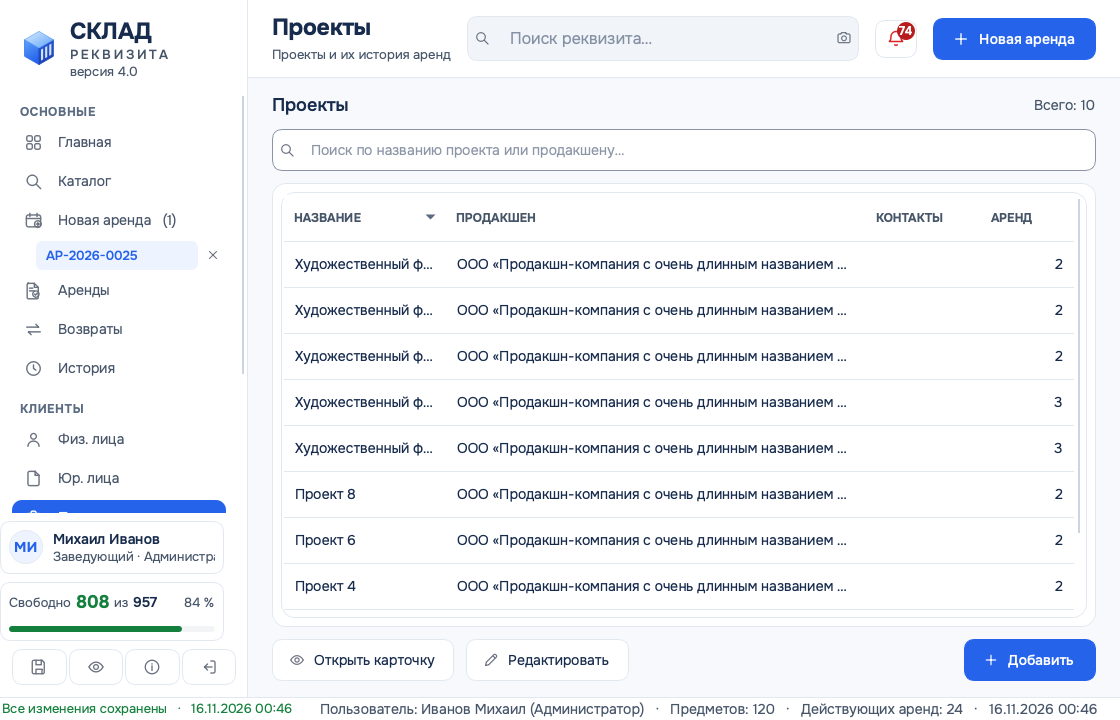 СКЛАД
РЕКВИЗИТА
версия 4.0
ОСНОВНЫЕ
Главная
Каталог
Новая аренда (1)
АР-2026-0025
Аренды
Возвраты
История
КЛИЕНТЫ
Физ. лица
Юр. лица
МИ
Михаил Иванов
Заведующий · Администра
Свободно 808 из 957 84 %
Все изменения сохранены · 16.11.2026 00:46
Проекты
Проекты и их история аренд
Поиск реквизита...
74
Новая аренда
Проекты
Всего: 10
Поиск по названию проекта или продакшену...
НАЗВАНИЕ ПРОДАКШЕН КОНТАКТЫ АРЕНД
Художественный ф... ООО «Продакшн-компания с очень длинным названием ... 2
Художественный ф... ООО «Продакшн-компания с очень длинным названием ... 2
Художественный ф... ООО «Продакшн-компания с очень длинным названием ... 2
Художественный ф... ООО «Продакшн-компания с очень длинным названием ... 3
Художественный ф... ООО «Продакшн-компания с очень длинным названием ... 3
Проект 8 ООО «Продакшн-компания с очень длинным названием ... 2
Проект 6 ООО «Продакшн-компания с очень длинным названием ... 2
Проект 4 ООО «Продакшн-компания с очень длинным названием ... 2
Открыть карточку
Редактировать
Добавить
Пользователь: Иванов Михаил (Администратор) · Предметов: 120 · Действующих аренд: 24 · 16.11.2026 00:46